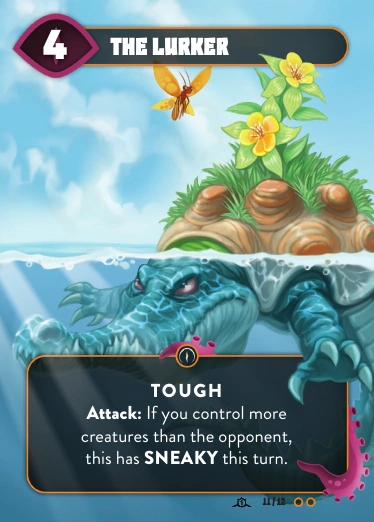 4
THE LURKER
TOUGH
Attack: If you control more
creatures than the opponent,
this has SNEAKY this turn.